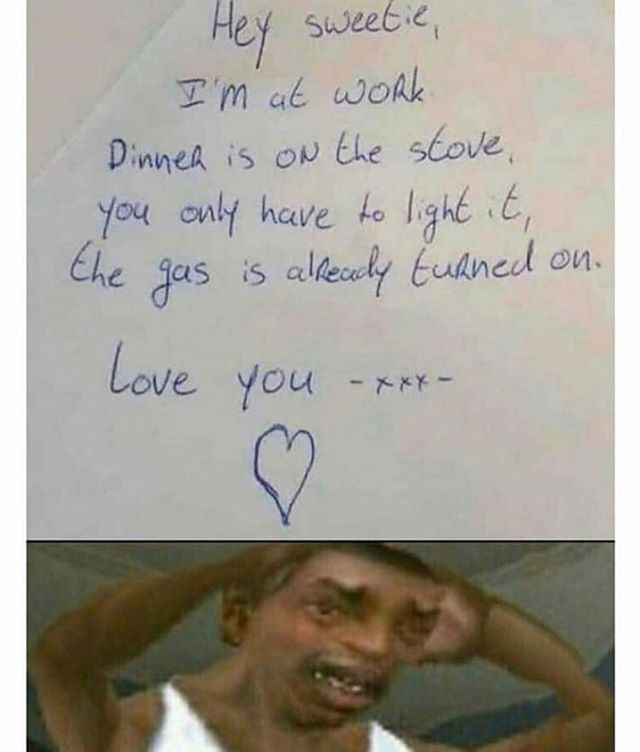 Hey sweetie,
I'm at work.
Dinner is on the stove,
you only have to light it,
the gas is already turned on.
Love you -xxx-